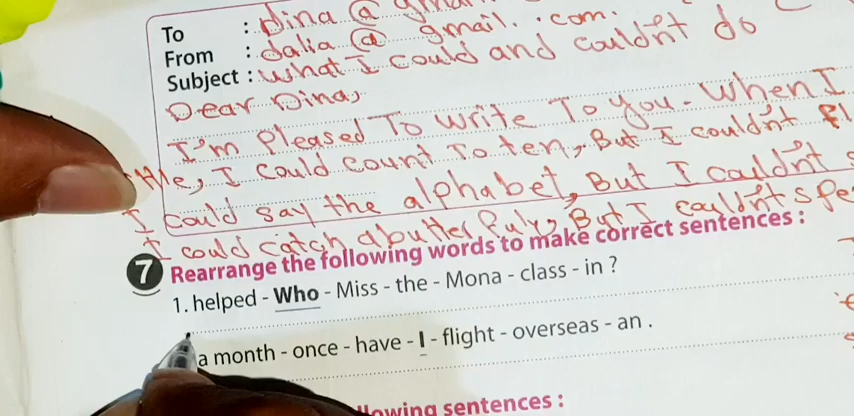 To : Dina @
From : dalia @ gmail. .com.
Subject : What I could and couldn't do
Dear Dina,
I'm pleased To write To you. When I
I could count To ten, But I couldn't
I could say the alphabet, But I couldn't
I could catch a butter fuly, But I couldn't
7 Rearrange the following words to make correct sentences :
1. helped - Who - Miss - the - Mona - class - in ?
a month - once - have - I - flight - overseas - an .
sentences :